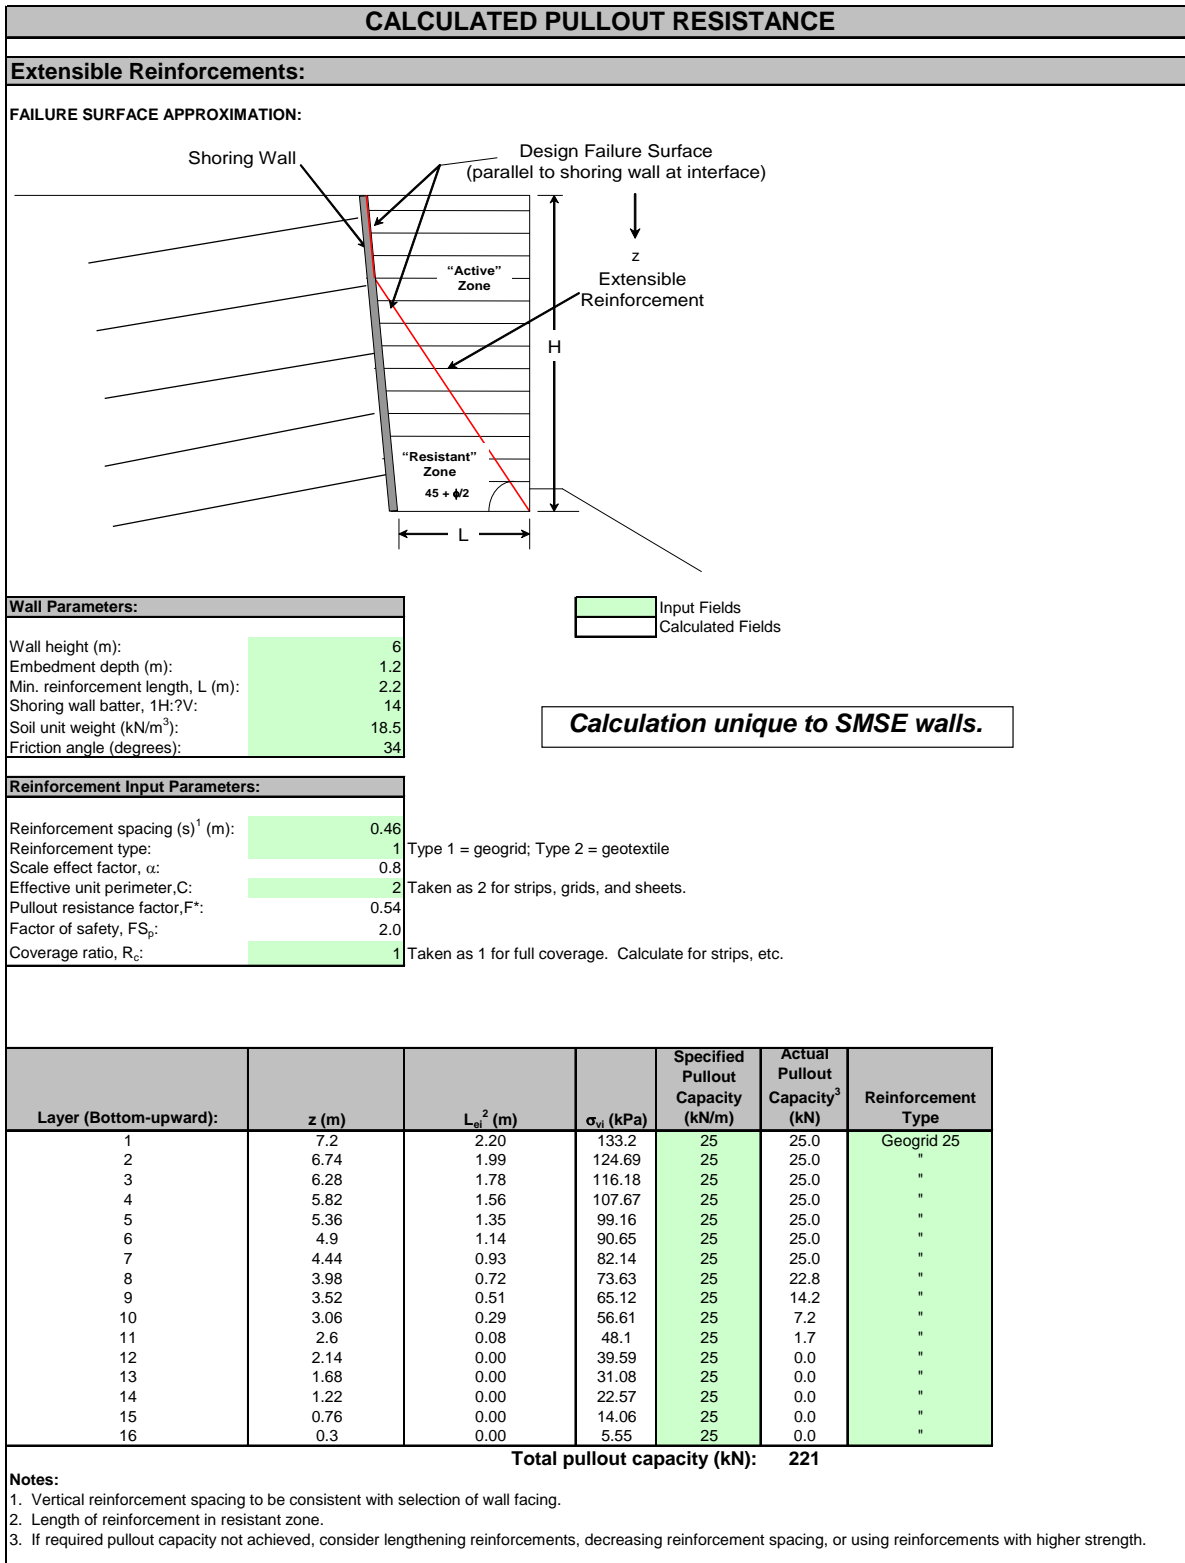 CALCULATED PULLOUT RESISTANCE
Extensible Reinforcements:
FAILURE SURFACE APPROXIMATION:
Shoring Wall
Design Failure Surface
(parallel to shoring wall at interface)
z
"Active"
Zone
Extensible
Reinforcement
H
"Resistant"
Zone
45 + ϕ/2
L
Wall Parameters:
Input Fields
Calculated Fields
Wall height (m): 6
Embedment depth (m): 1.2
Min. reinforcement length, L (m): 2.2
Shoring wall batter, 1H:?V: 14
Soil unit weight (kN/m³): 18.5
Friction angle (degrees): 34
Calculation unique to SMSE walls.
Reinforcement Input Parameters:
Reinforcement spacing (s)¹ (m): 0.46
Reinforcement type: 1 Type 1 = geogrid; Type 2 = geotextile
Scale effect factor, α: 0.8
Effective unit perimeter,C: 2 Taken as 2 for strips, grids, and sheets.
Pullout resistance factor,F*: 0.54
Factor of safety, FSp: 2.0
Coverage ratio, Rc: 1 Taken as 1 for full coverage. Calculate for strips, etc.
Layer (Bottom-upward): z (m) Lei² (m) σvi (kPa) Specified Pullout Capacity (kN/m) Actual Pullout Capacity³ (kN) Reinforcement Type
1 7.2 2.20 133.2 25 25.0 Geogrid 25
2 6.74 1.99 124.69 25 25.0 "
3 6.28 1.78 116.18 25 25.0 "
4 5.82 1.56 107.67 25 25.0 "
5 5.36 1.35 99.16 25 25.0 "
6 4.9 1.14 90.65 25 25.0 "
7 4.44 0.93 82.14 25 25.0 "
8 3.98 0.72 73.63 25 22.8 "
9 3.52 0.51 65.12 25 14.2 "
10 3.06 0.29 56.61 25 7.2 "
11 2.6 0.08 48.1 25 1.7 "
12 2.14 0.00 39.59 25 0.0 "
13 1.68 0.00 31.08 25 0.0 "
14 1.22 0.00 22.57 25 0.0 "
15 0.76 0.00 14.06 25 0.0 "
16 0.3 0.00 5.55 25 0.0 "
Total pullout capacity (kN): 221
Notes:
1. Vertical reinforcement spacing to be consistent with selection of wall facing.
2. Length of reinforcement in resistant zone.
3. If required pullout capacity not achieved, consider lengthening reinforcements, decreasing reinforcement spacing, or using reinforcements with higher strength.